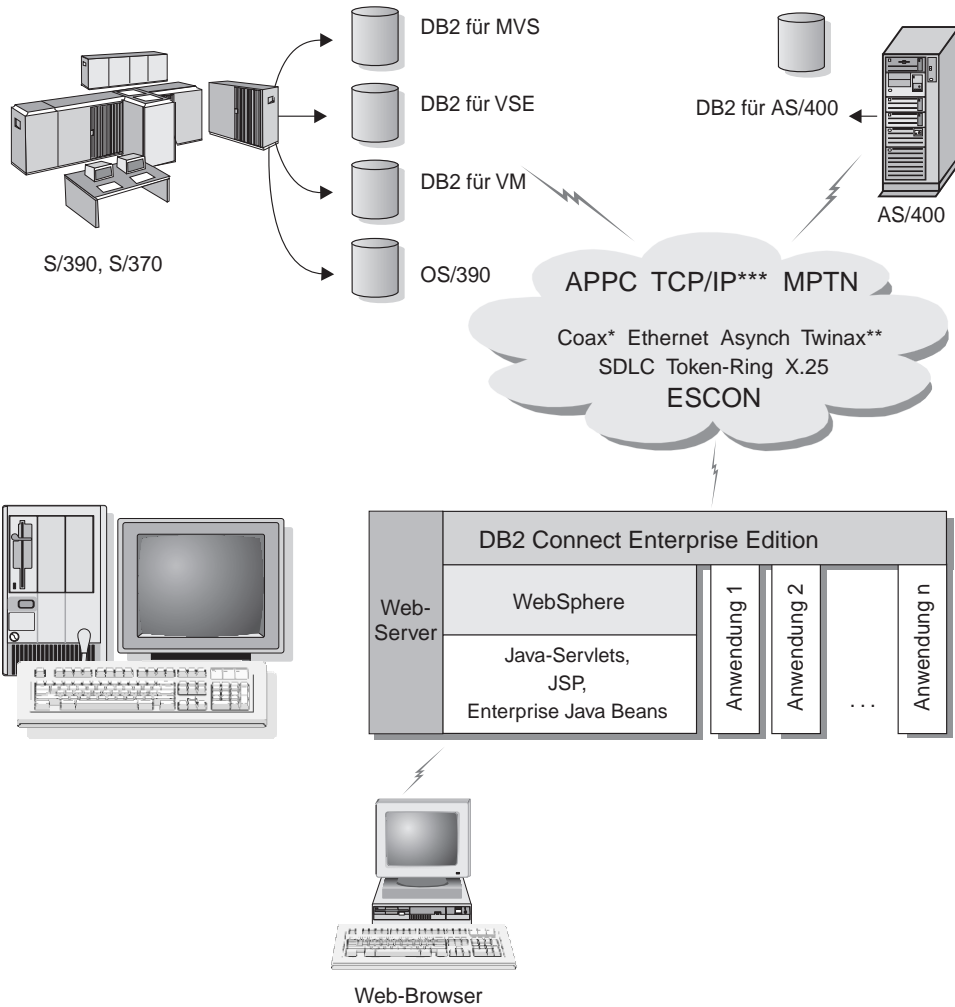 DB2 für MVS
DB2 für VSE
DB2 für VM
OS/390
S/390, S/370
DB2 für AS/400
AS/400
APPC TCP/IP*** MPTN
Coax* Ethernet Asynch Twinax**
SDLC Token-Ring X.25
ESCON
DB2 Connect Enterprise Edition
Web-
Server
WebSphere
Java-Servlets,
JSP,
Enterprise Java Beans
Anwendung 1
Anwendung 2
. . .
Anwendung n
Web-Browser